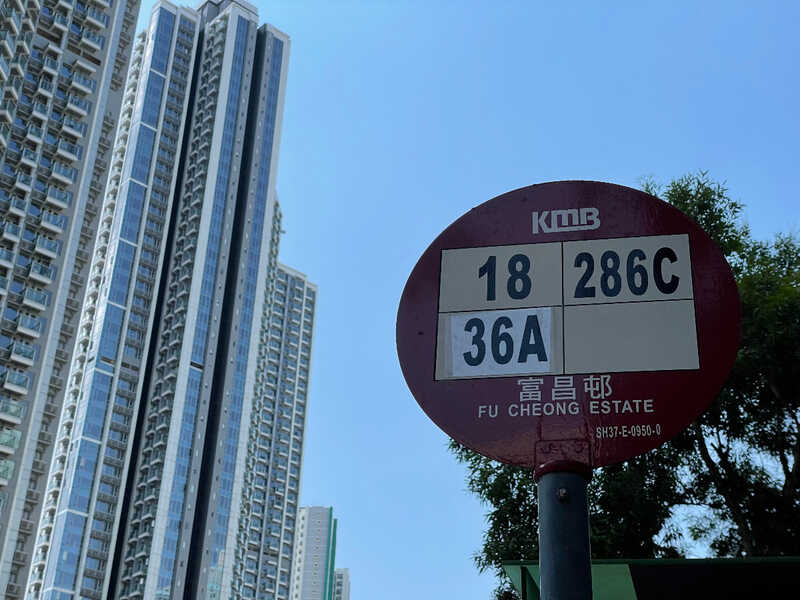 KMB
18 286C
36A
富昌邨
FU CHEONG ESTATE
SH37-E-0950-0